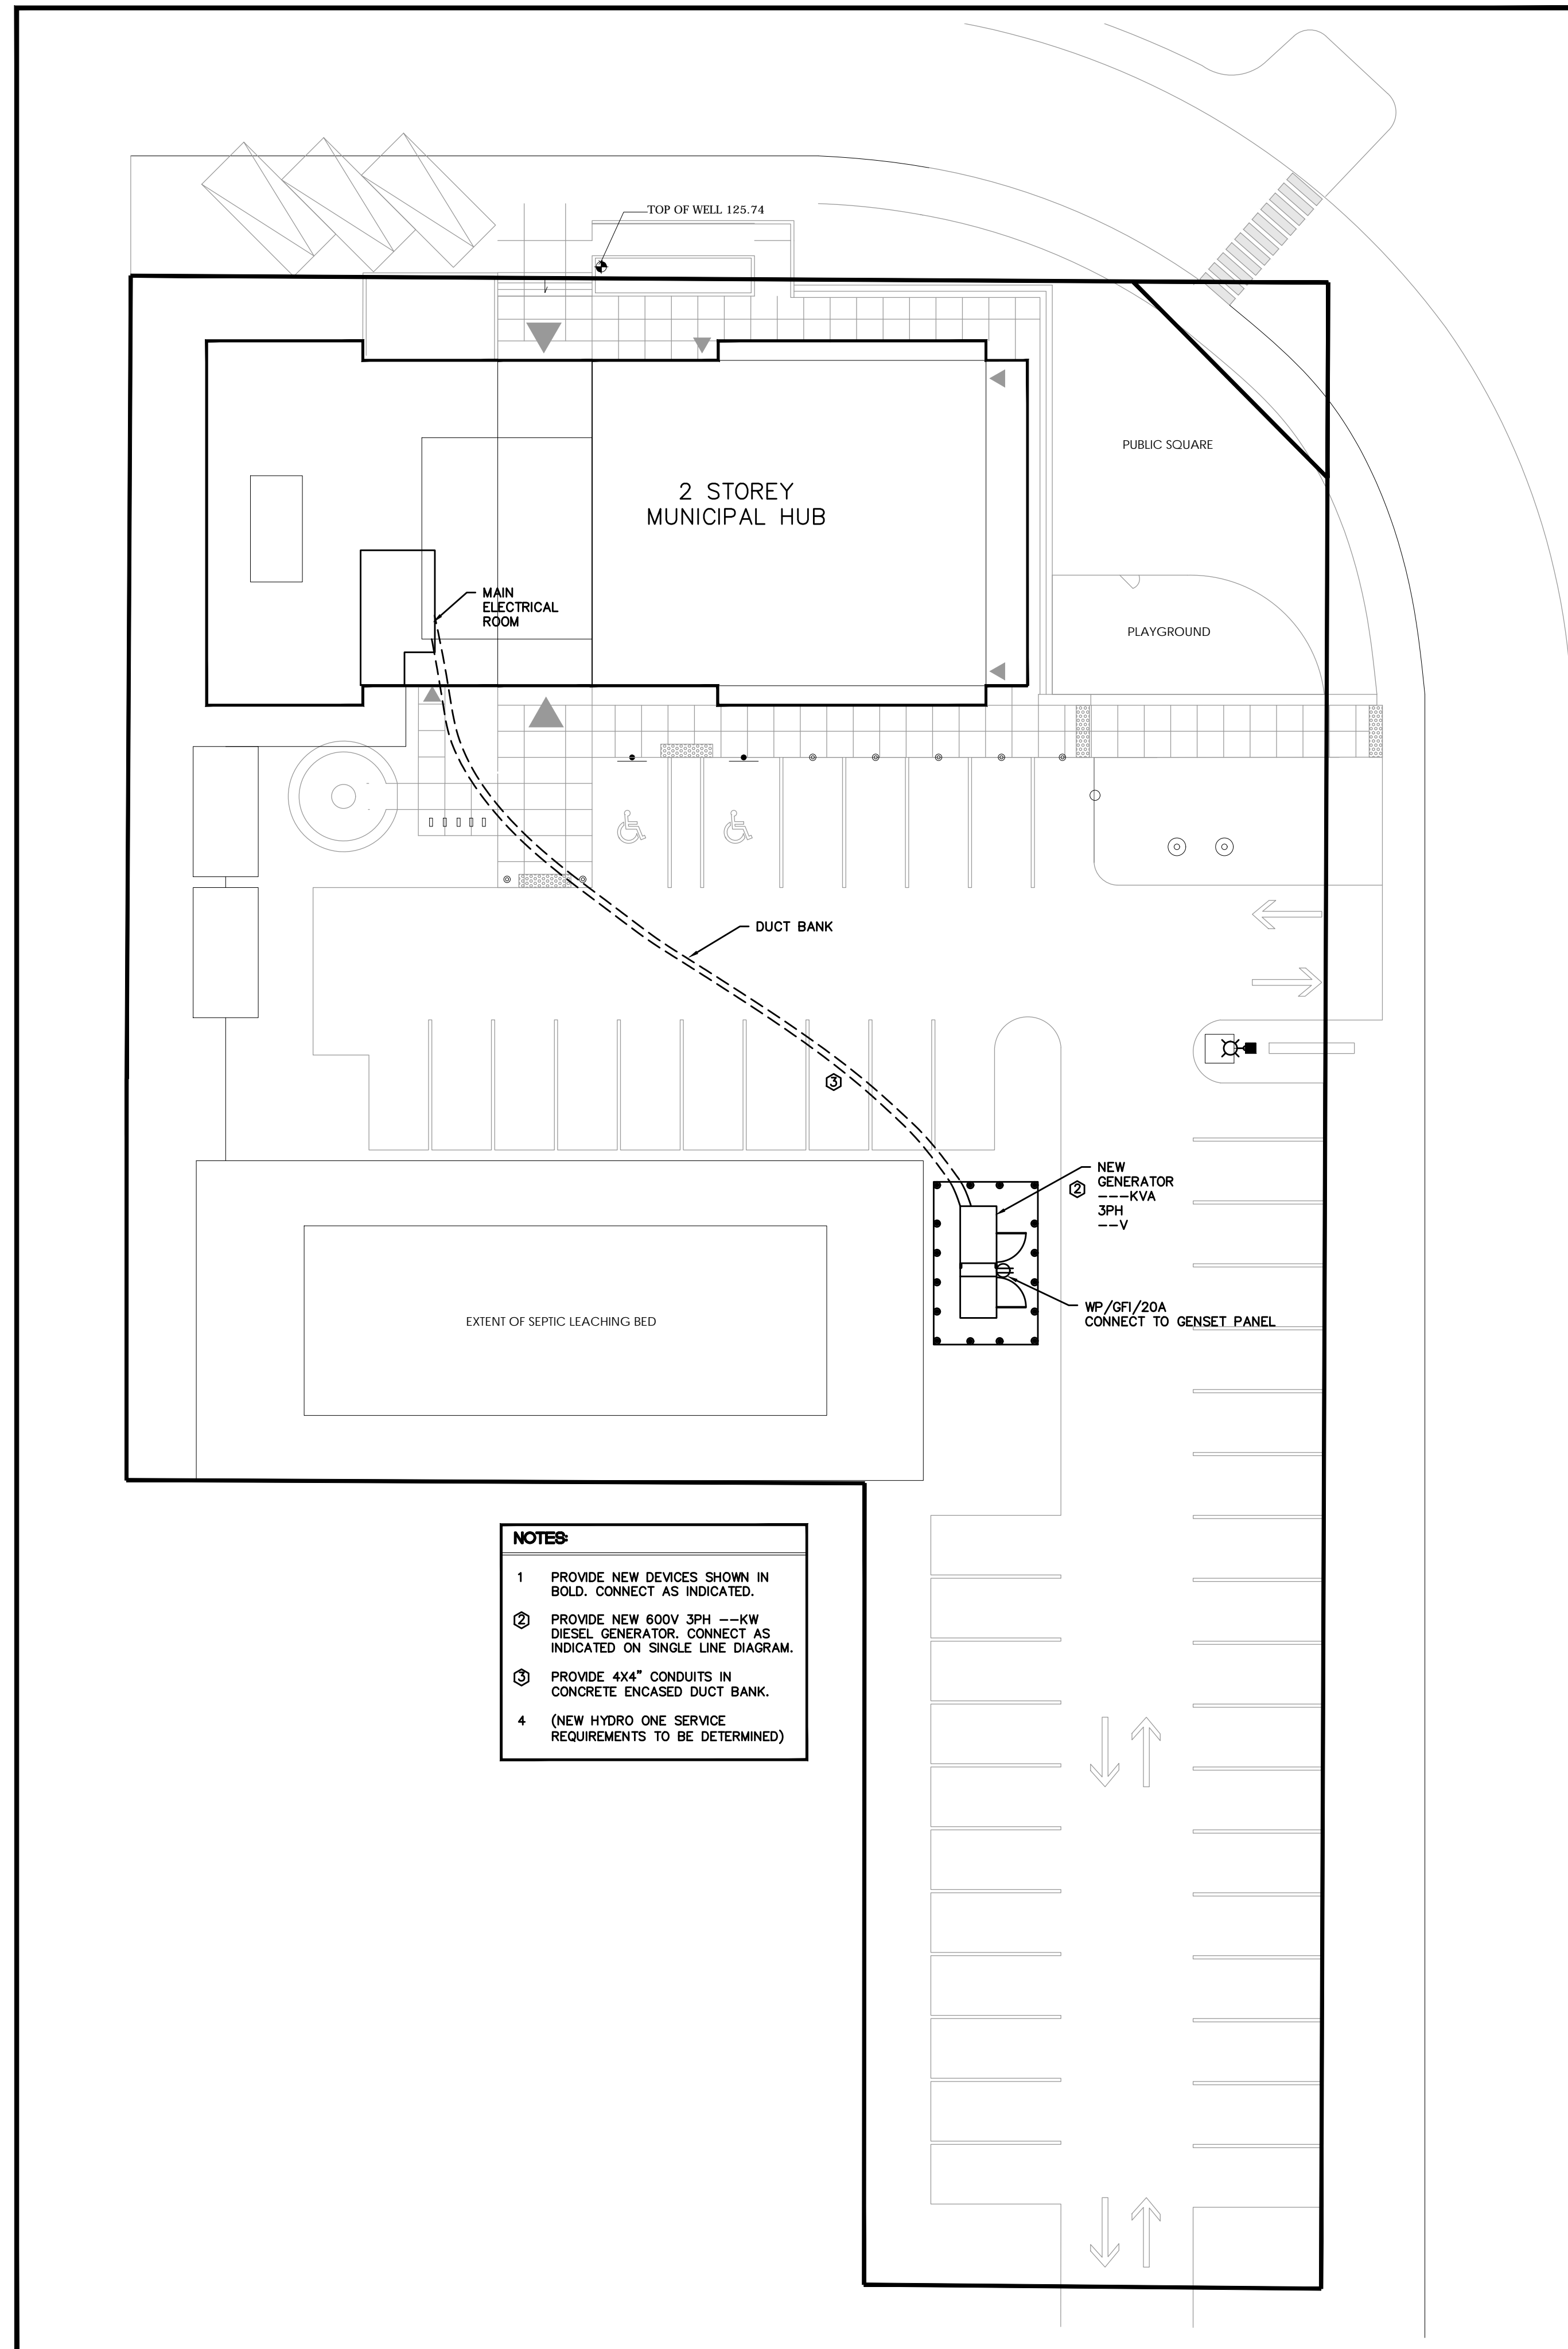 TOP OF WELL 125.74
PUBLIC SQUARE
2 STOREY
MUNICIPAL HUB
MAIN
ELECTRICAL
ROOM
PLAYGROUND
DUCT BANK
3
NEW
GENERATOR
---KVA
3PH
--V
2
WP/GFI/20A
CONNECT TO GENSET PANEL
EXTENT OF SEPTIC LEACHING BED
NOTES:
1 PROVIDE NEW DEVICES SHOWN IN
BOLD. CONNECT AS INDICATED.
2 PROVIDE NEW 600V 3PH --KW
DIESEL GENERATOR. CONNECT AS
INDICATED ON SINGLE LINE DIAGRAM.
3 PROVIDE 4X4" CONDUITS IN
CONCRETE ENCASED DUCT BANK.
4 (NEW HYDRO ONE SERVICE
REQUIREMENTS TO BE DETERMINED)